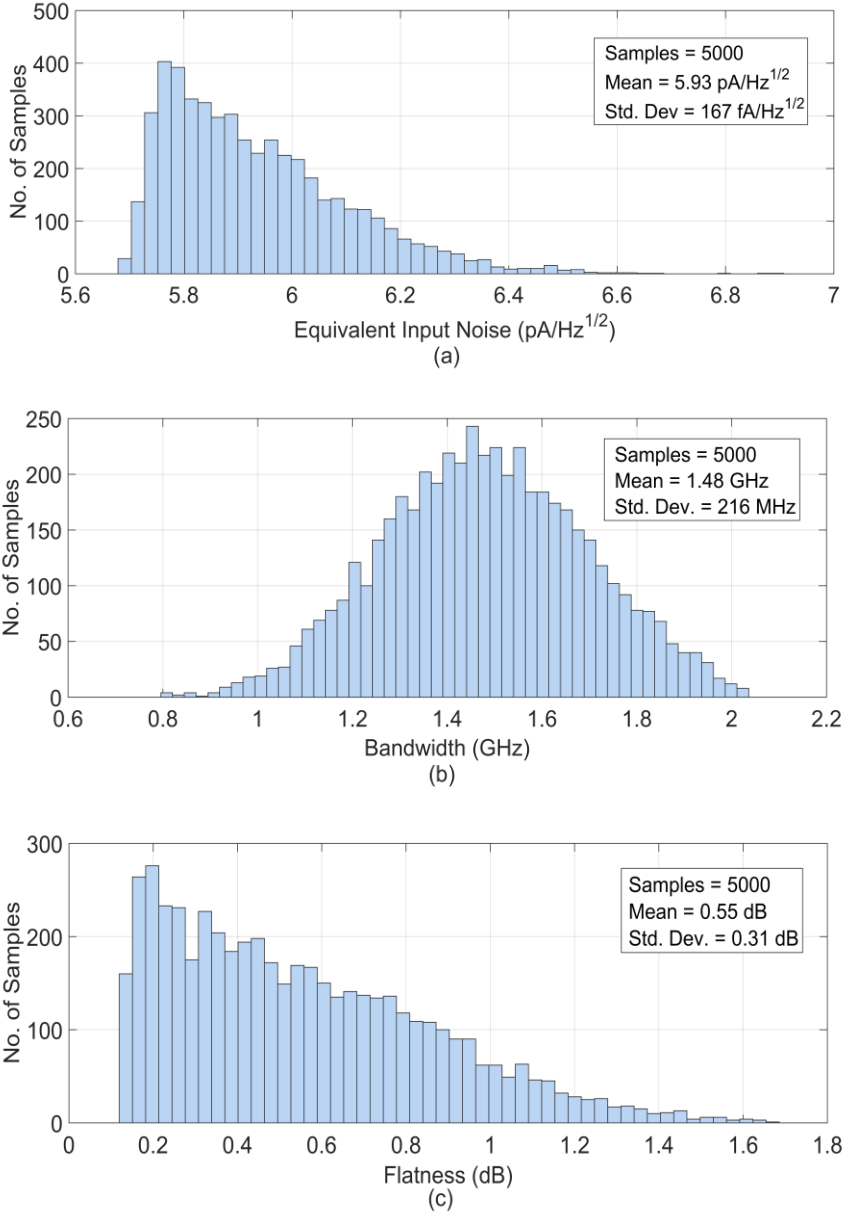 500
400
300
200
100
0
No. of Samples
Samples = 5000
Mean = 5.93 pA/Hz^1/2
Std. Dev = 167 fA/Hz^1/2
5.6 5.8 6 6.2 6.4 6.6 6.8 7
Equivalent Input Noise (pA/Hz^1/2)
(a)
250
200
150
100
50
0
No. of Samples
Samples = 5000
Mean = 1.48 GHz
Std. Dev. = 216 MHz
0.6 0.8 1 1.2 1.4 1.6 1.8 2 2.2
Bandwidth (GHz)
(b)
300
200
100
0
No. of Samples
Samples = 5000
Mean = 0.55 dB
Std. Dev. = 0.31 dB
0 0.2 0.4 0.6 0.8 1 1.2 1.4 1.6 1.8
Flatness (dB)
(c)